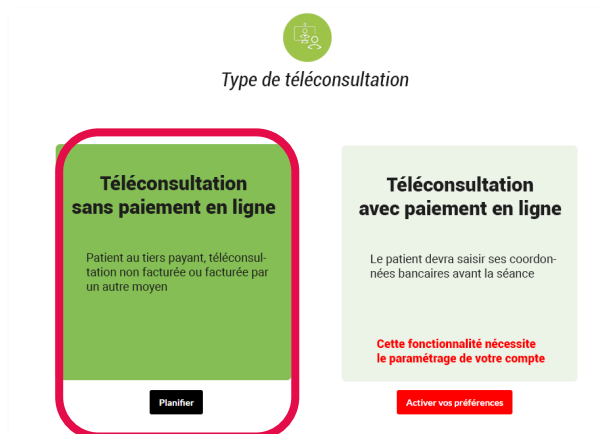 Type de téléconsultation
Téléconsultation
sans paiement en ligne
Patient au tiers payant, téléconsul-
tation non facturée ou facturée par
un autre moyen
Planifier
Téléconsultation
avec paiement en ligne
Le patient devra saisir ses coordon-
nées bancaires avant la séance
Cette fonctionnalité nécessite
le paramétrage de votre compte
Activer vos préférences